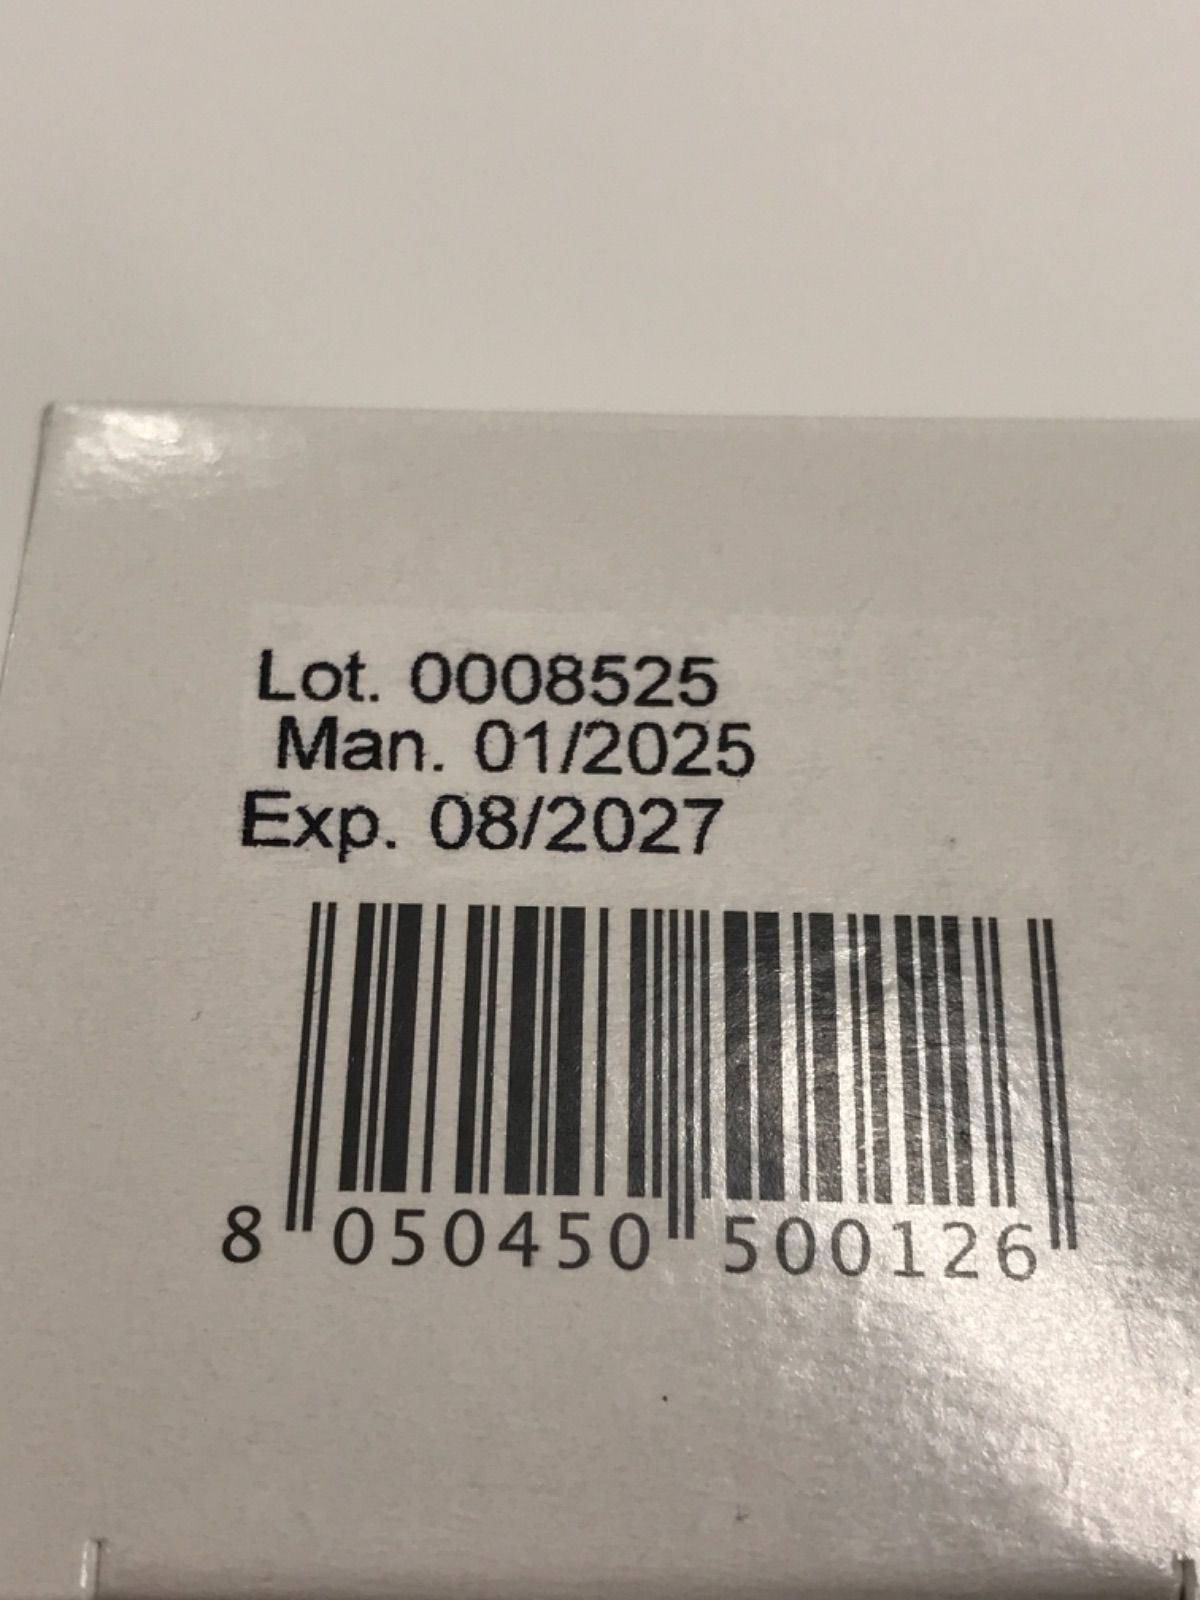 Lot. 0008525
Man. 01/2025
Exp. 08/2027
8 050450 500126